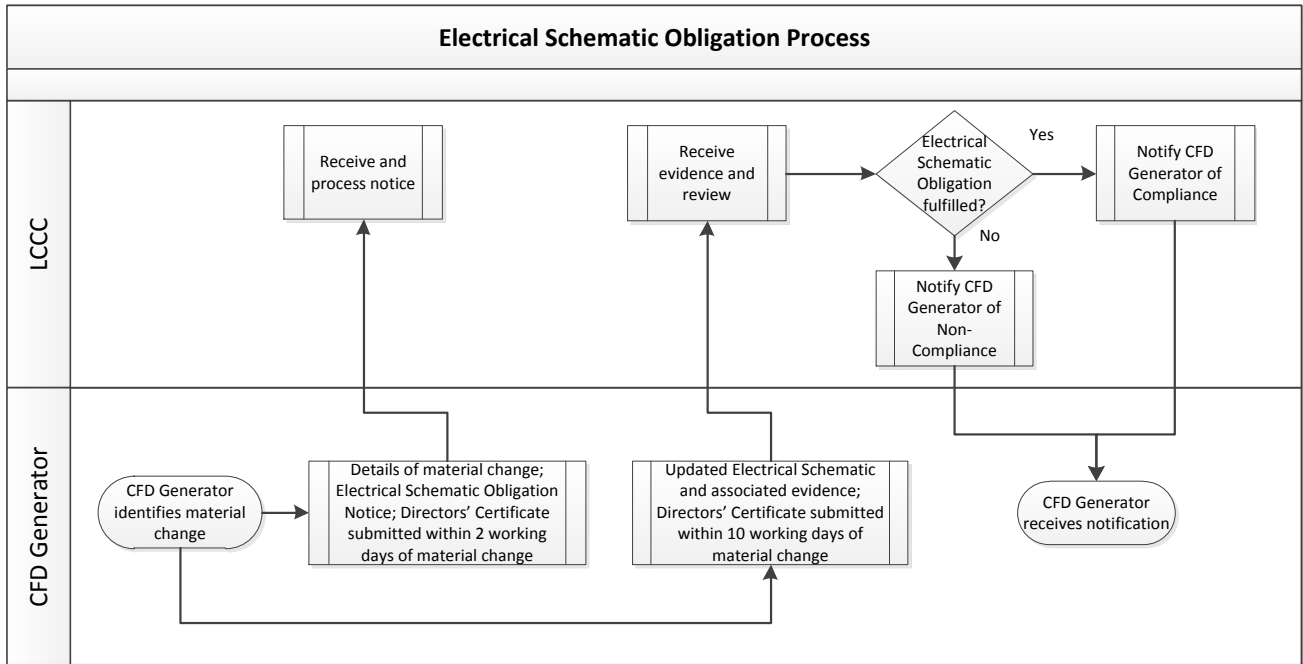 Electrical Schematic Obligation Process
LCCC
Receive and
process notice
Receive
evidence and
review
Electrical
Schematic
Obligation
fulfilled?
Yes
No
Notify CFD
Generator of
Compliance
Notify CFD
Generator of
Non-
Compliance
CFD Generator
CFD Generator
identifies material
change
Details of material change;
Electrical Schematic Obligation
Notice; Directors’ Certificate
submitted within 2 working
days of material change
Updated Electrical Schematic
and associated evidence;
Directors’ Certificate submitted
within 10 working days of
material change
CFD Generator
receives notification